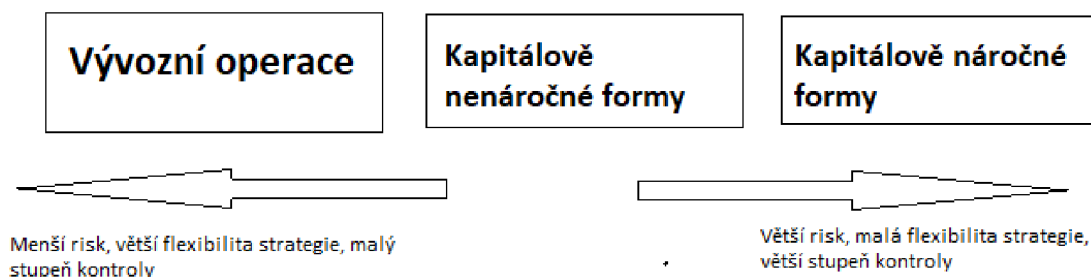 Vývozní operace
Kapitálově
nenáročné formy
Kapitálově náročné
formy
Menší risk, větší flexibilita strategie, malý
stupeň kontroly
Větší risk, malá flexibilita strategie,
větší stupeň kontroly